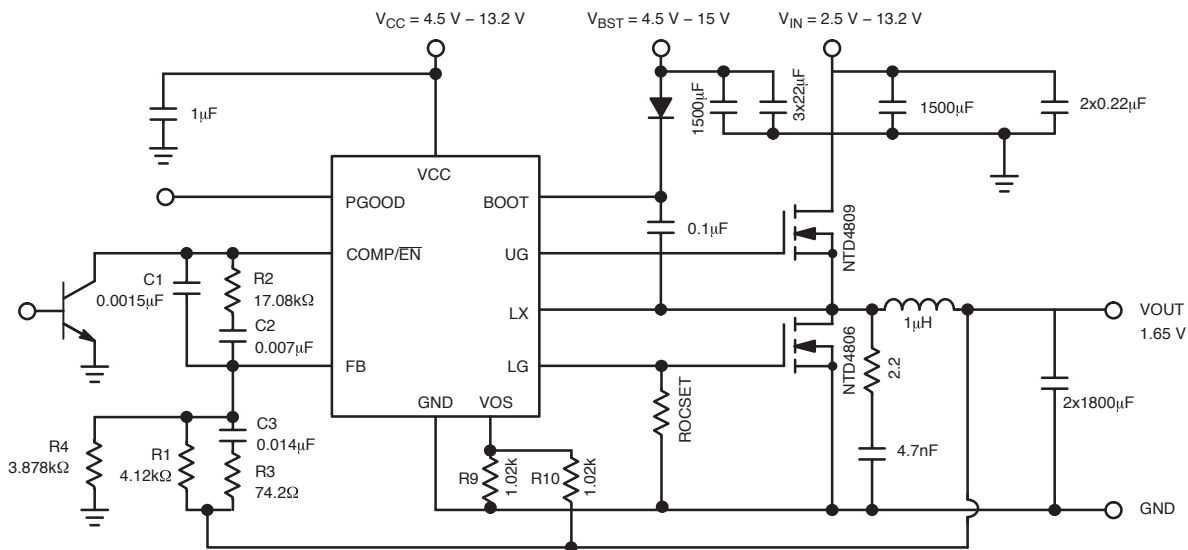 VCC = 4.5 V – 13.2 V
VBST = 4.5 V – 15 V
VIN = 2.5 V – 13.2 V
1μF
1500μF
3x22μF
1500μF
2x0.22μF
VCC
PGOOD
BOOT
0.1μF
NTD4809
COMP/EN
UG
C1
0.0015μF
R2
17.08kΩ
C2
0.007μF
LX
1μH
VOUT
1.65 V
FB
LG
NTD4806
2.2
GND
VOS
ROCSET
2x1800μF
C3
0.014μF
R4
3.878kΩ
R1
4.12kΩ
R3
74.2Ω
R9
1.02k
R10
1.02k
4.7nF
GND